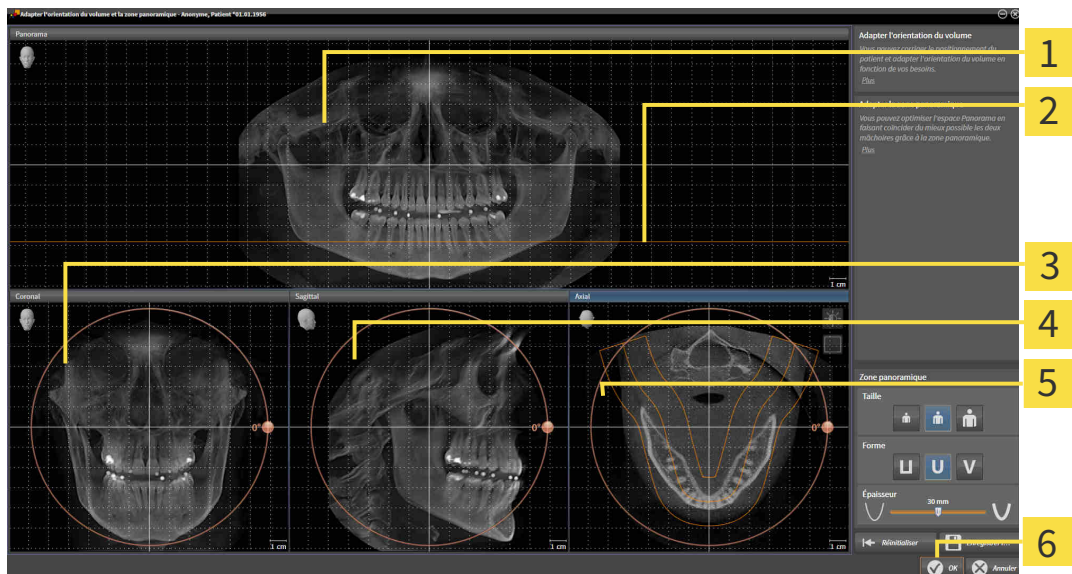 Adapter l'orientation du volume et la zone panoramique - Anonyme, Patient *01.01.1956
Panorama
1 cm
Coronal
0°
1 cm
Sagittal
0°
1 cm
Axial
0°
1 cm
Adapter l'orientation du volume
Vous pouvez corriger le positionnement du
patient et adapter l'orientation du volume en
fonction de vos besoins.
Plus
Vous pouvez optimiser l'espace Panorama en
faisant coïncider du mieux possible les deux
mâchoires grâce à la zone panoramique.
Plus
Zone panoramique
Taille
Forme
U
V
Épaisseur
30 mm
Réinitialiser
OK
Annuler
1
2
3
4
5
6